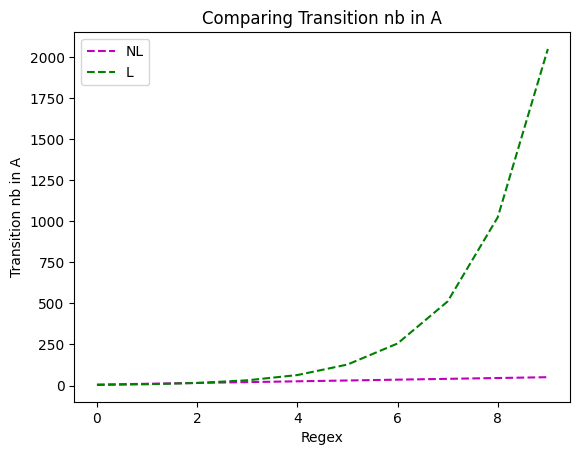 Comparing Transition nb in A
NL
L
Transition nb in A
2000
1750
1500
1250
1000
750
500
250
0
0 2 4 6 8
Regex